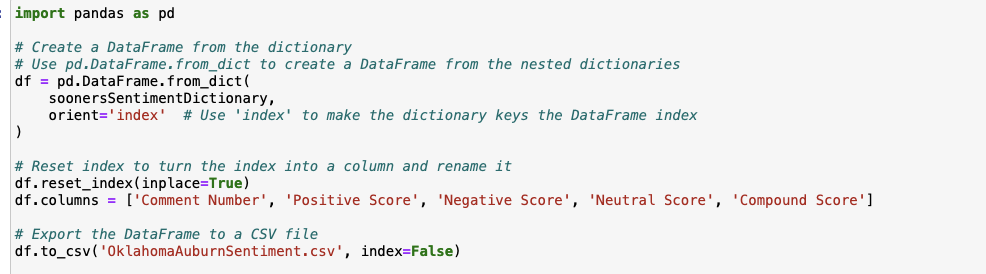 import pandas as pd
# Create a DataFrame from the dictionary
# Use pd.DataFrame.from_dict to create a DataFrame from the nested dictionaries
df = pd.DataFrame.from_dict(
    soonersSentimentDictionary,
    orient='index'  # Use 'index' to make the dictionary keys the DataFrame index
)
# Reset index to turn the index into a column and rename it
df.reset_index(inplace=True)
df.columns = ['Comment Number', 'Positive Score', 'Negative Score', 'Neutral Score', 'Compound Score']
# Export the DataFrame to a CSV file
df.to_csv('OklahomaAuburnSentiment.csv', index=False)